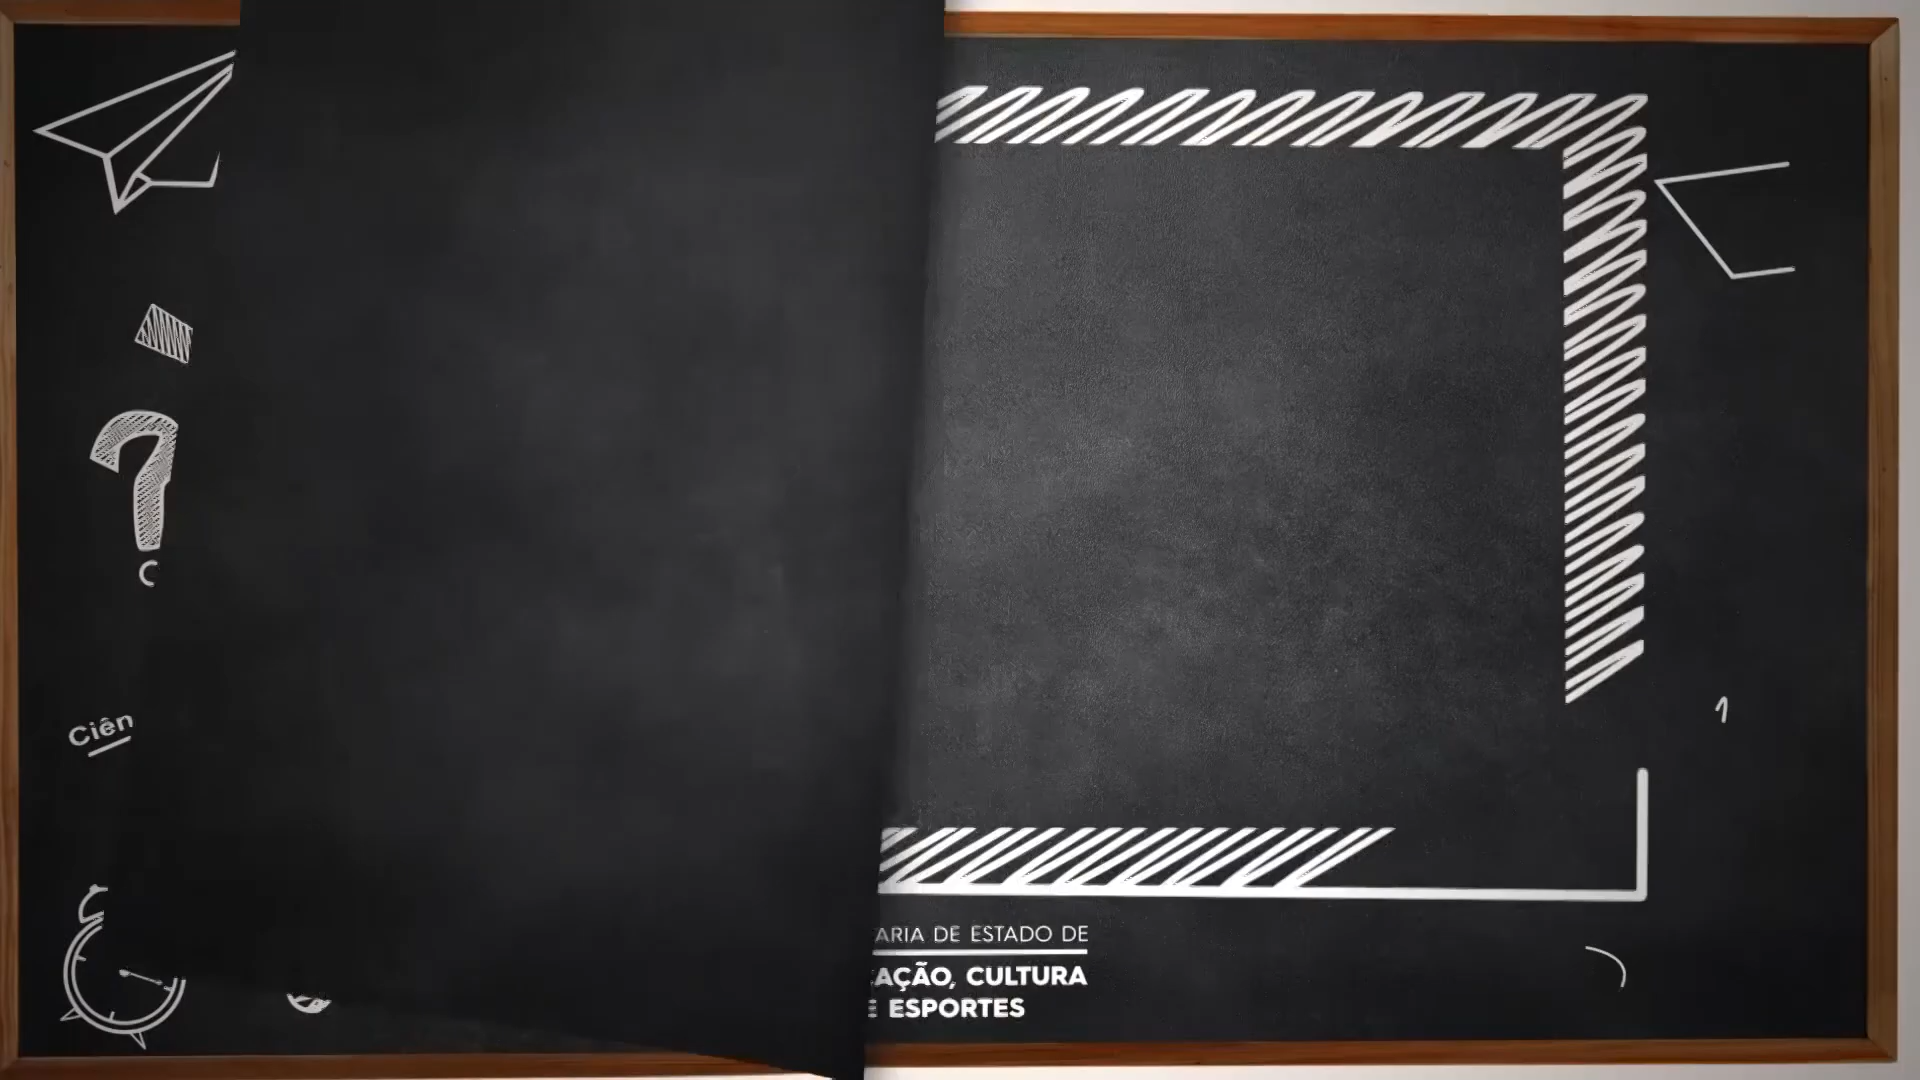 ?
Ciên
ARIA DE ESTADO DE
AÇÃO, CULTURA
E ESPORTES